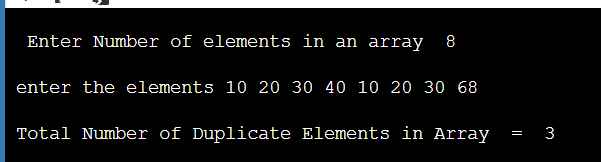 Enter Number of elements in an array 8
enter the elements 10 20 30 40 10 20 30 68
Total Number of Duplicate Elements in Array = 3